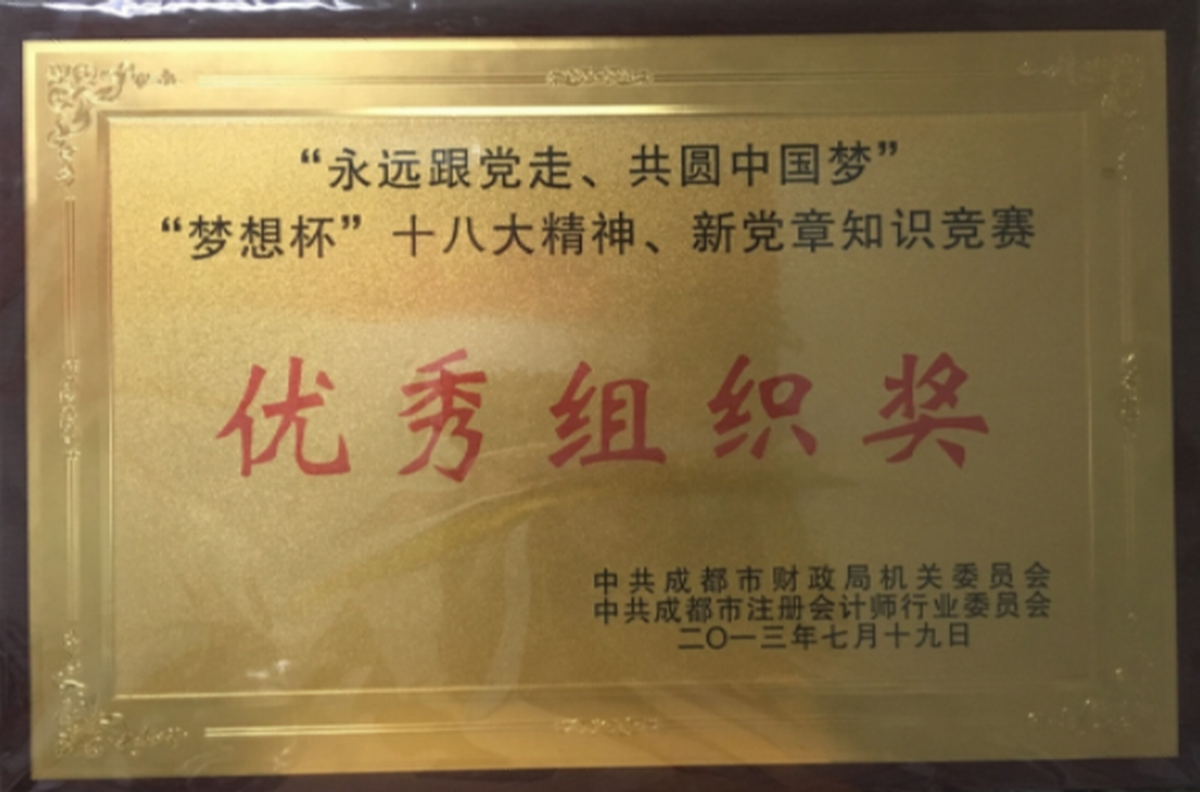 “永远跟党走、共圆中国梦”
“梦想杯”十八大精神、新党章知识竞赛
优秀组织奖
中共成都市财政局机关委员会
中共成都市注册会计师行业委员会
二〇一三年七月十九日